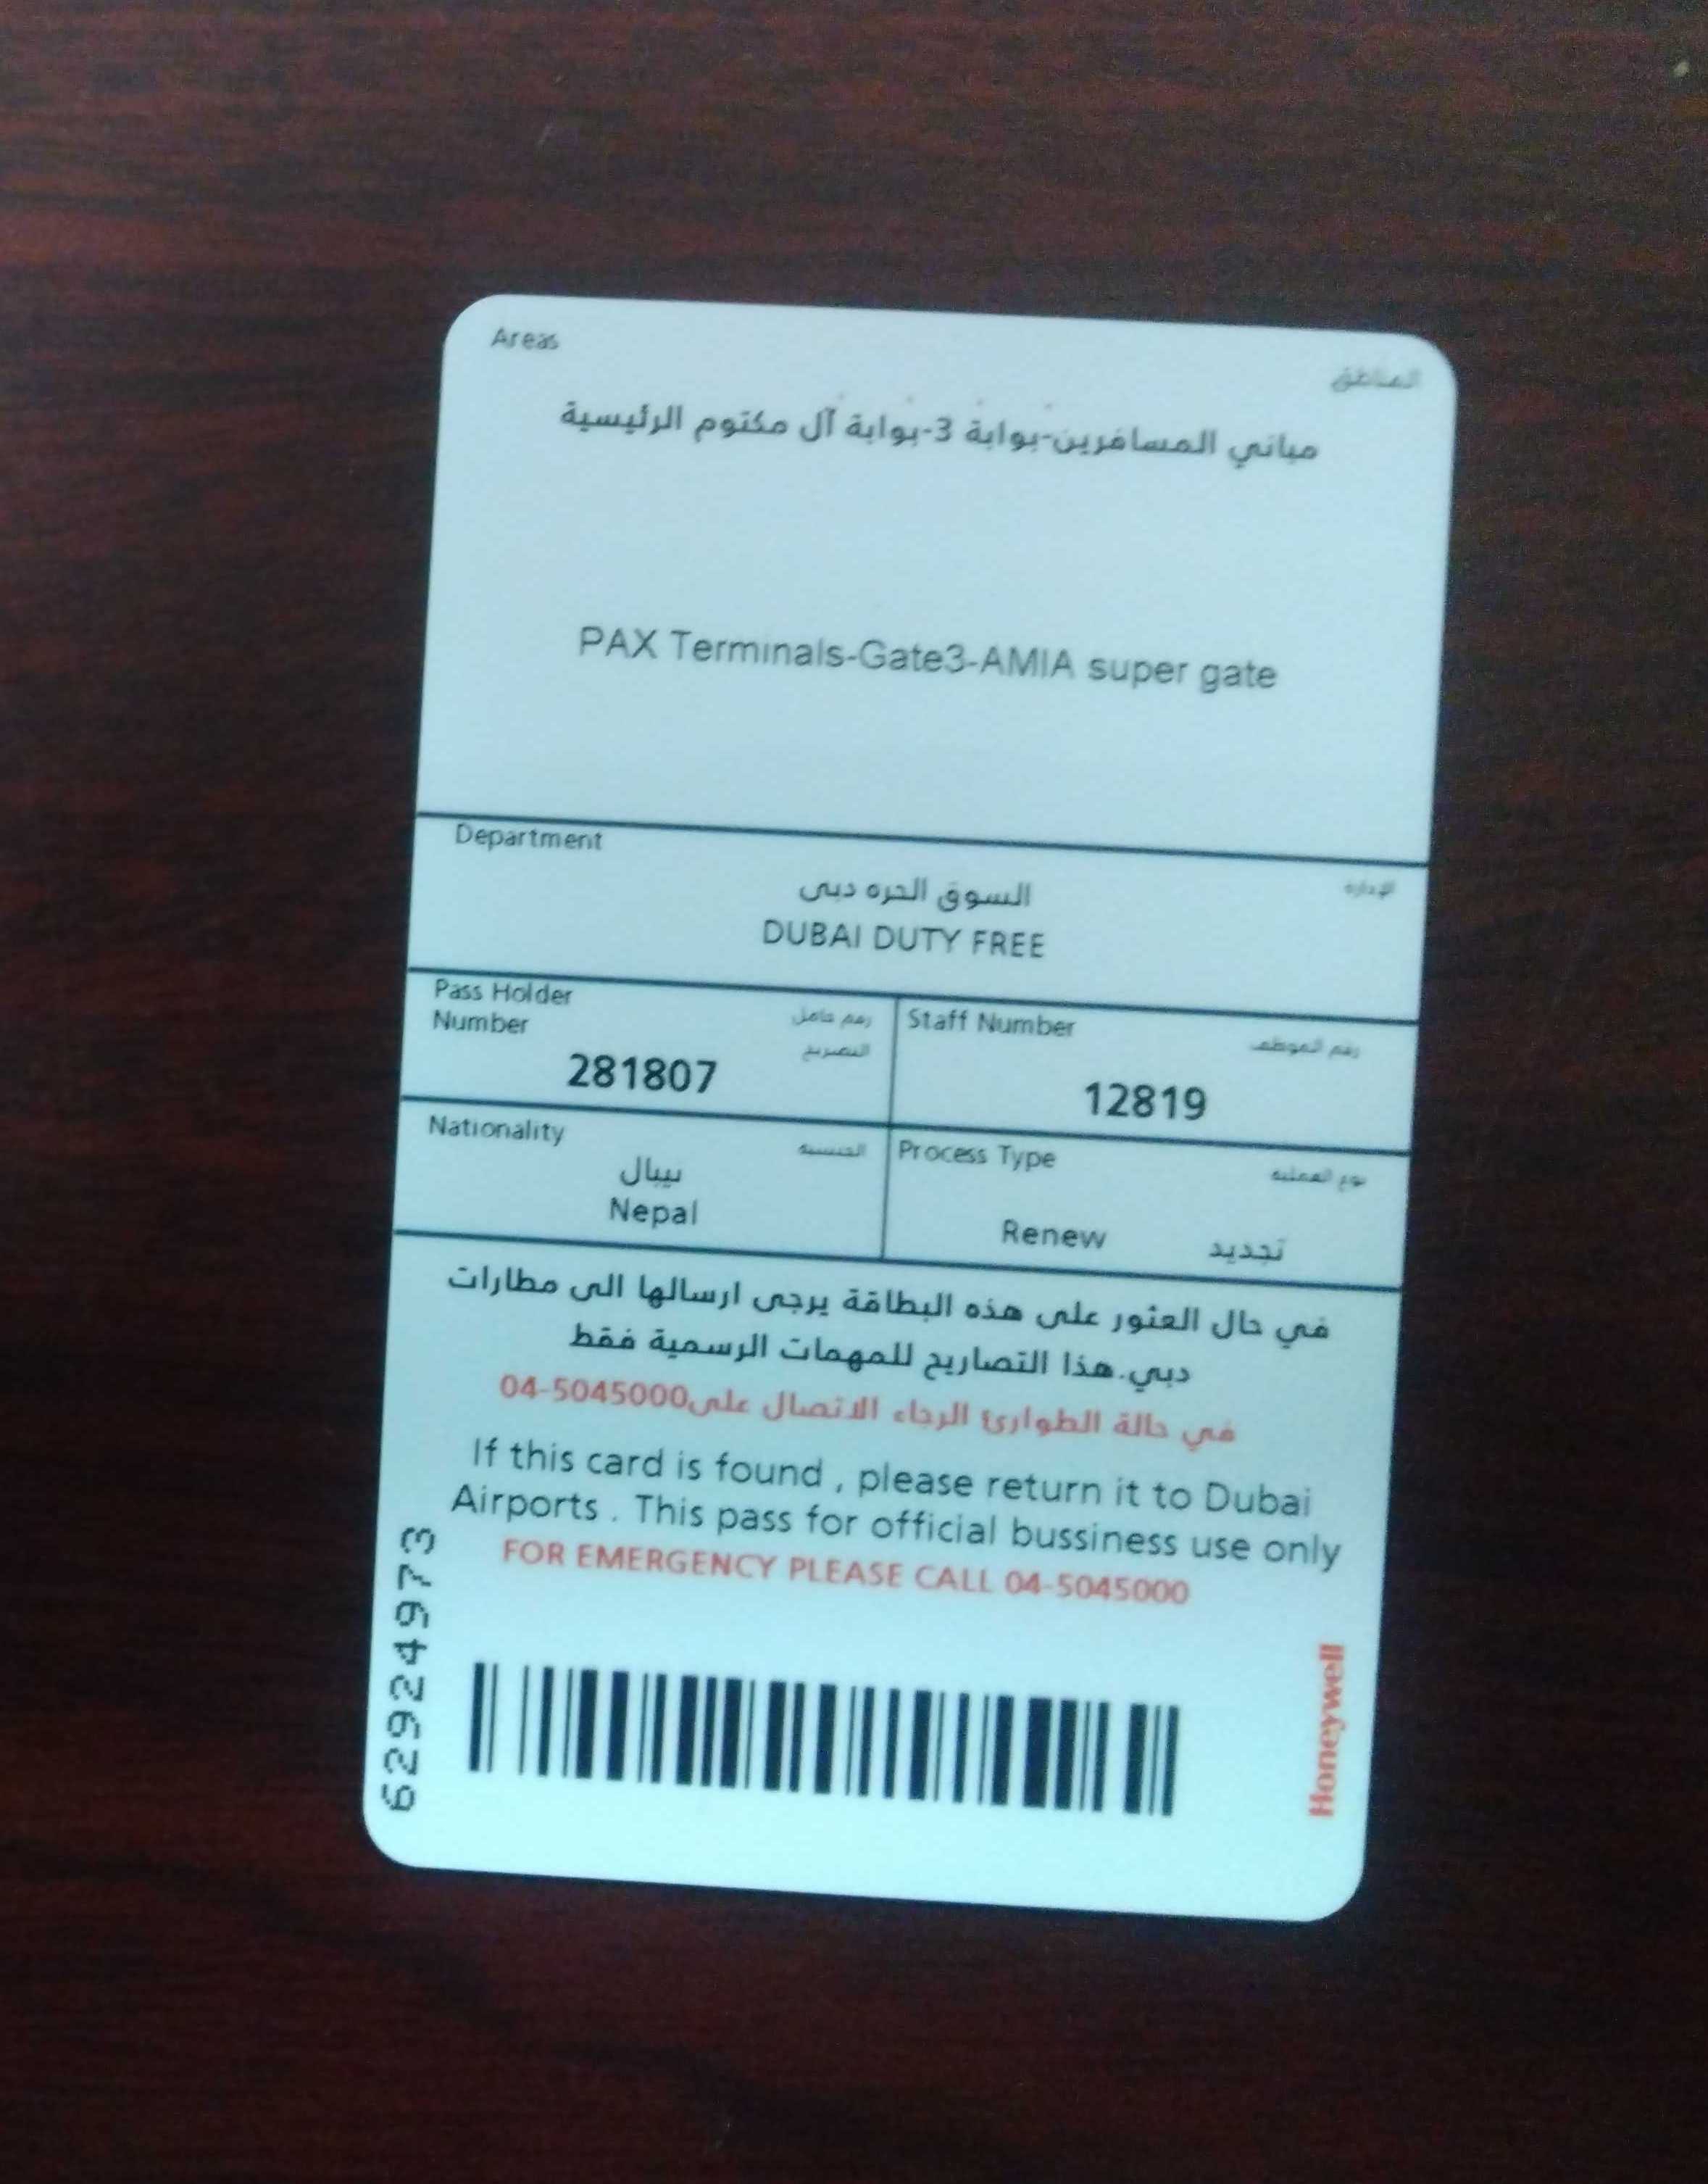 Areas
المناطق
مباني المسافرين-بوابة 3-بوابة آل مكتوم الرئيسية
PAX Terminals-Gate3-AMIA super gate
Department
الإدارة
السوق الحره دبى
DUBAI DUTY FREE
Pass Holder
Number
رقم حامل
التصريح
281807
Staff Number
رقم الموظف
12819
Nationality
الجنسية
نيبال
Nepal
Process Type
نوع العملية
Renew تجديد
في حال العثور على هذه البطاقة يرجى ارسالها الى مطارات
دبي.هذا التصاريح للمهمات الرسمية فقط
في حالة الطوارئ الرجاء الاتصال على04-5045000
If this card is found , please return it to Dubai
Airports . This pass for official bussiness use only
FOR EMERGENCY PLEASE CALL 04-5045000
62924973
Honeywell